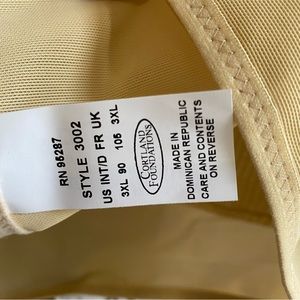 RN 95287
STYLE 3002
US INT/D FR UK
3XL 90 105 3XL
CORTLAND
FOUNDATIONS
MADE IN
DOMINICAN REPUBLIC
CARE AND CONTENTS
ON REVERSE